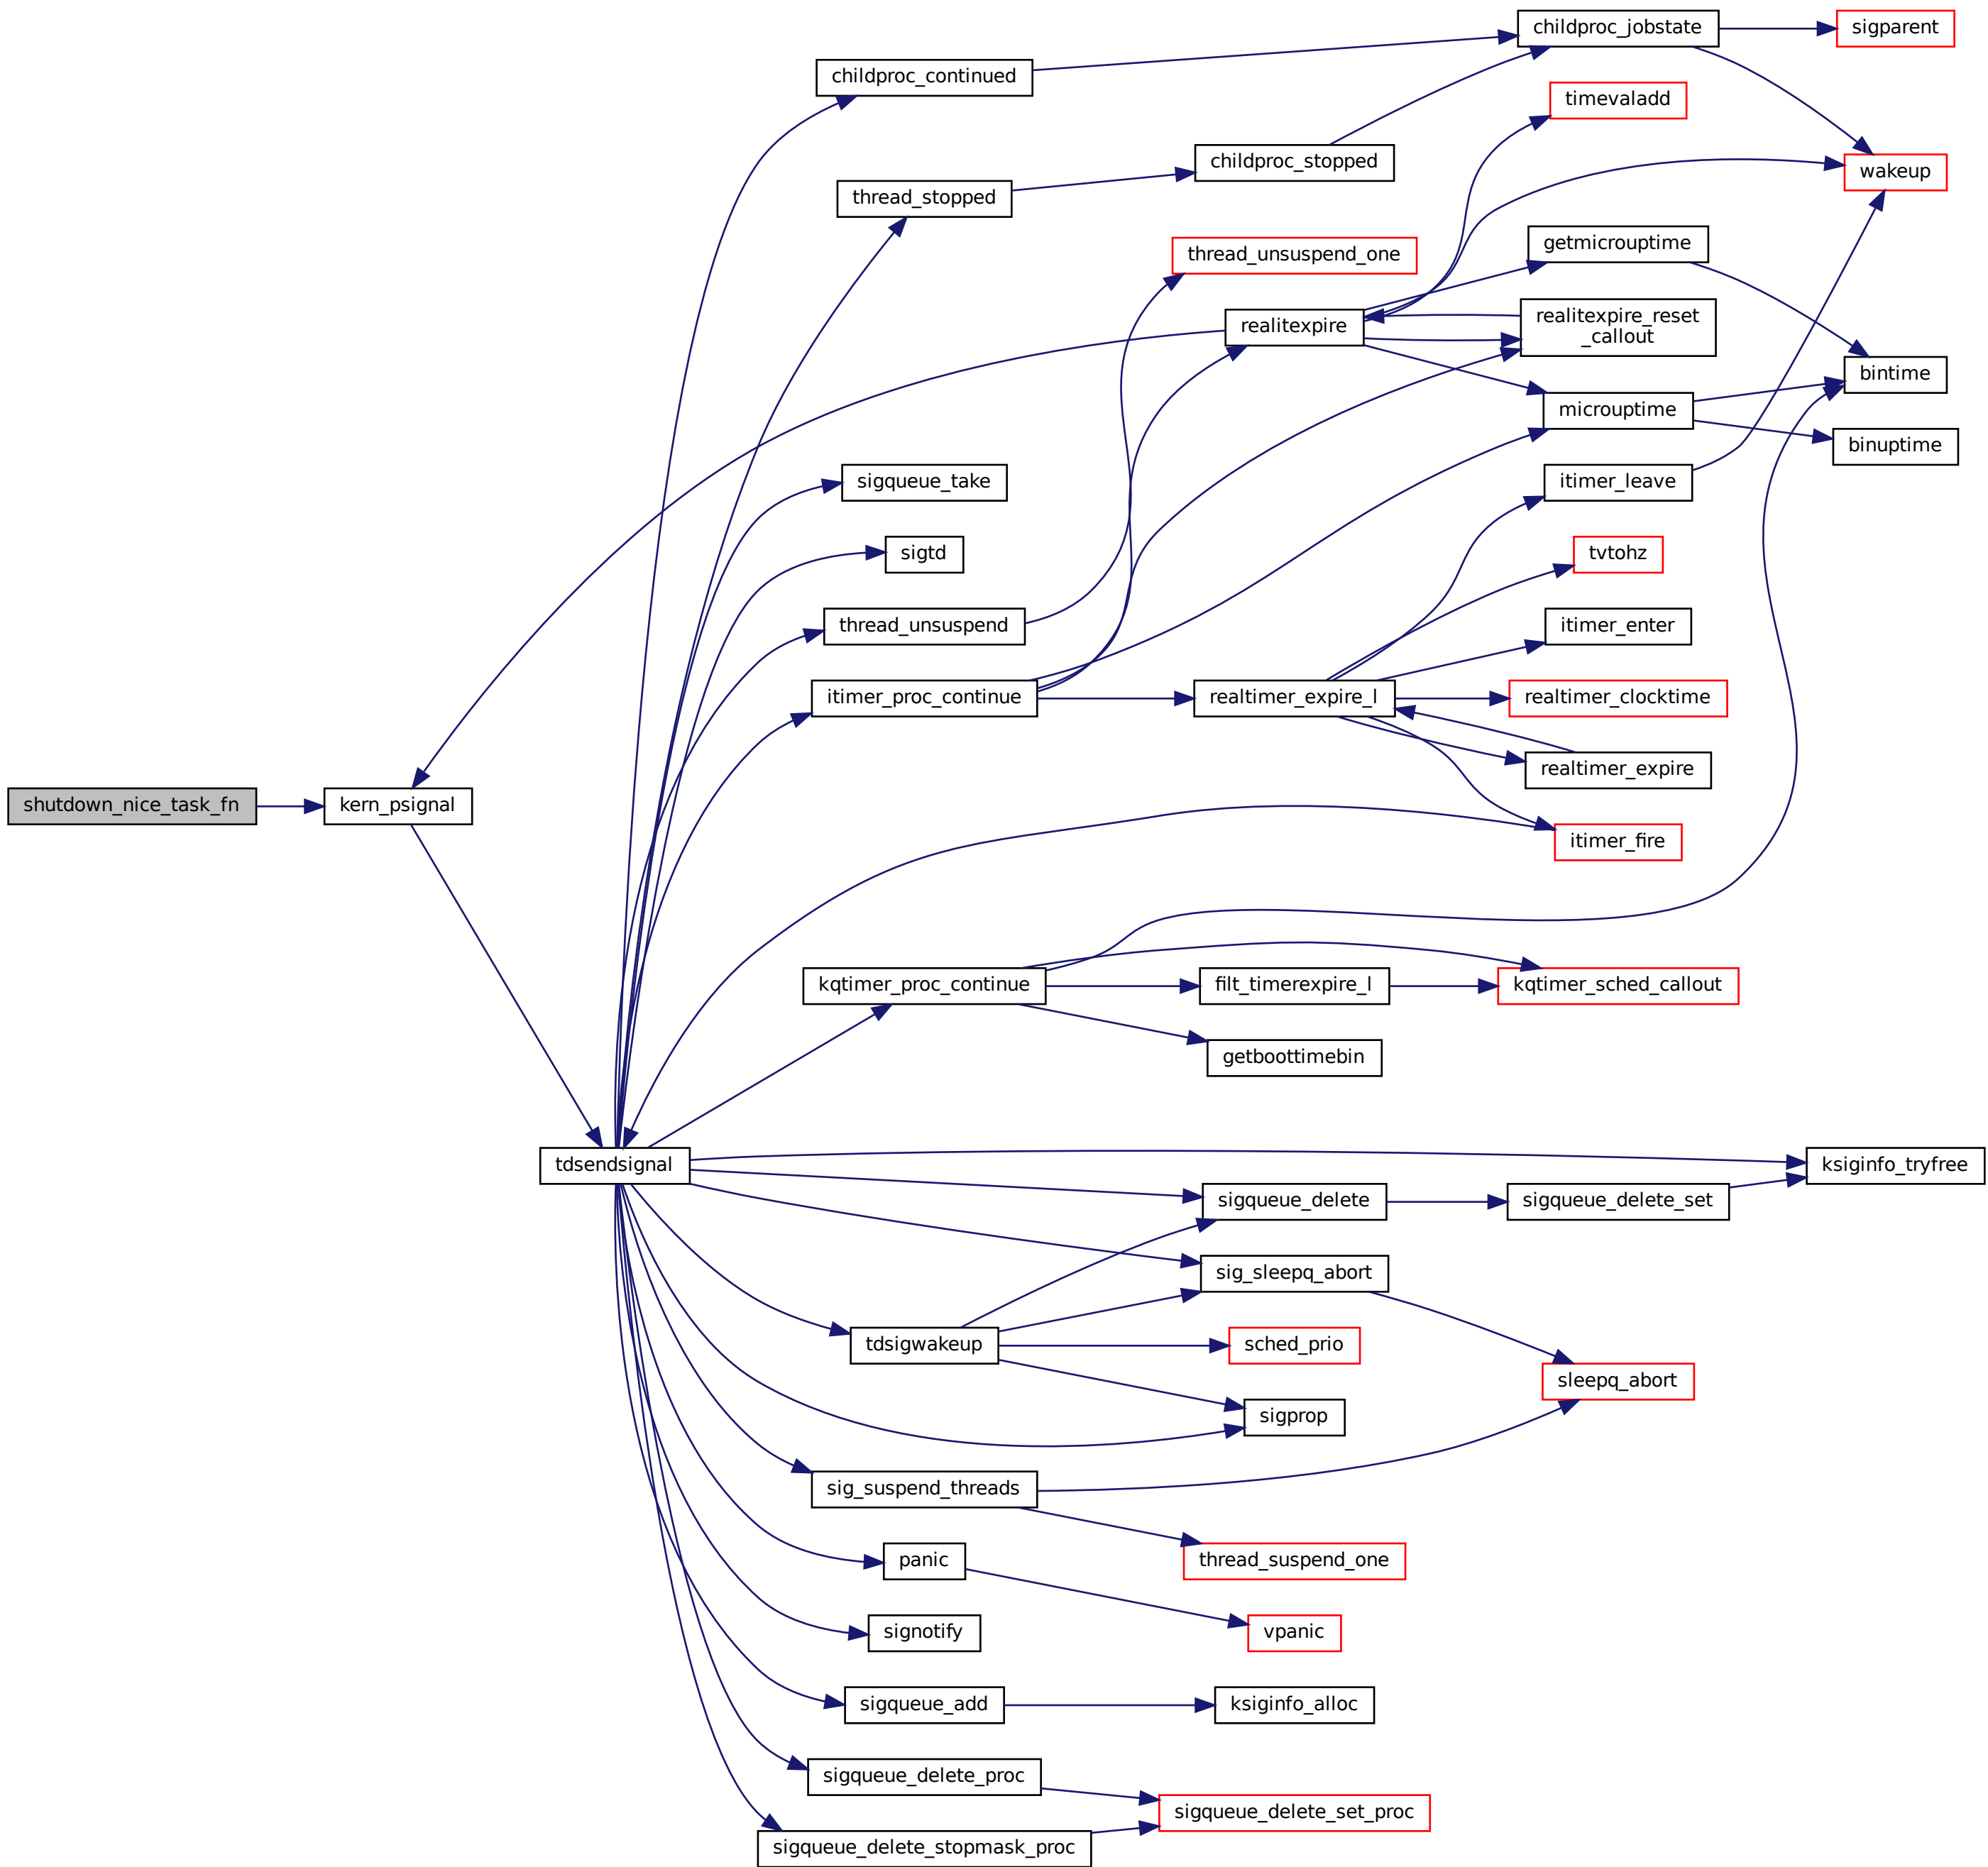 childproc_jobstate
sigparent
childproc_continued
timevaladd
childproc_stopped
wakeup
thread_stopped
getmicrouptime
thread_unsuspend_one
realitexpire
realitexpire_reset
_callout
bintime
microuptime
binuptime
sigqueue_take
itimer_leave
sigtd
tvtohz
thread_unsuspend
itimer_enter
itimer_proc_continue
realtimer_expire_l
realtimer_clocktime
realtimer_expire
shutdown_nice_task_fn
kern_psignal
itimer_fire
kqtimer_proc_continue
filt_timerexpire_l
kqtimer_sched_callout
getboottimebin
tdsendsignal
ksiginfo_tryfree
sigqueue_delete
sigqueue_delete_set
sig_sleepq_abort
tdsigwakeup
sched_prio
sleepq_abort
sigprop
sig_suspend_threads
panic
thread_suspend_one
signotify
vpanic
sigqueue_add
ksiginfo_alloc
sigqueue_delete_proc
sigqueue_delete_set_proc
sigqueue_delete_stopmask_proc